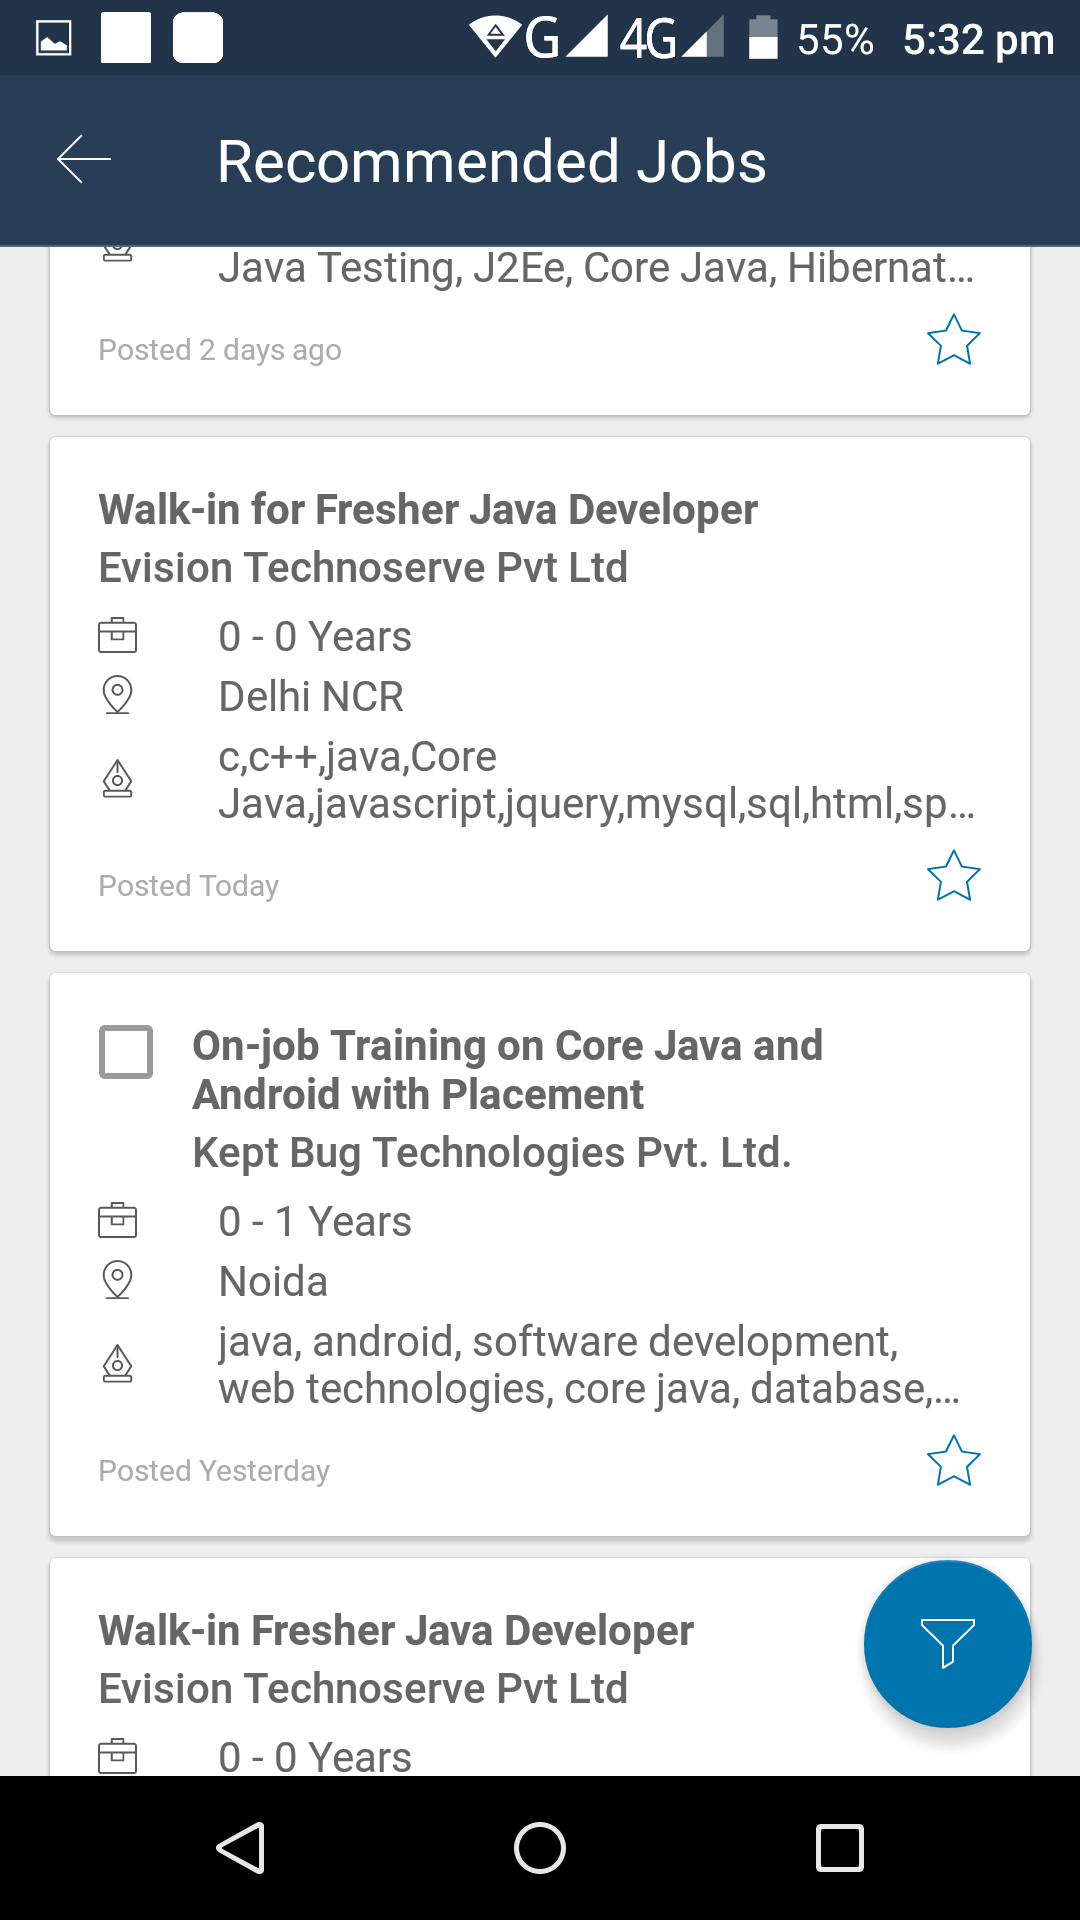 G 4G 55% 5:32 pm
Recommended Jobs
Java Testing, J2Ee, Core Java, Hibernat...
Posted 2 days ago
Walk-in for Fresher Java Developer
Evision Technoserve Pvt Ltd
0 - 0 Years
Delhi NCR
c,c++,java,Core
Java,javascript,jquery,mysql,sql,html,sp...
Posted Today
On-job Training on Core Java and
Android with Placement
Kept Bug Technologies Pvt. Ltd.
0 - 1 Years
Noida
java, android, software development,
web technologies, core java, database,...
Posted Yesterday
Walk-in Fresher Java Developer
Evision Technoserve Pvt Ltd
0 - 0 Years